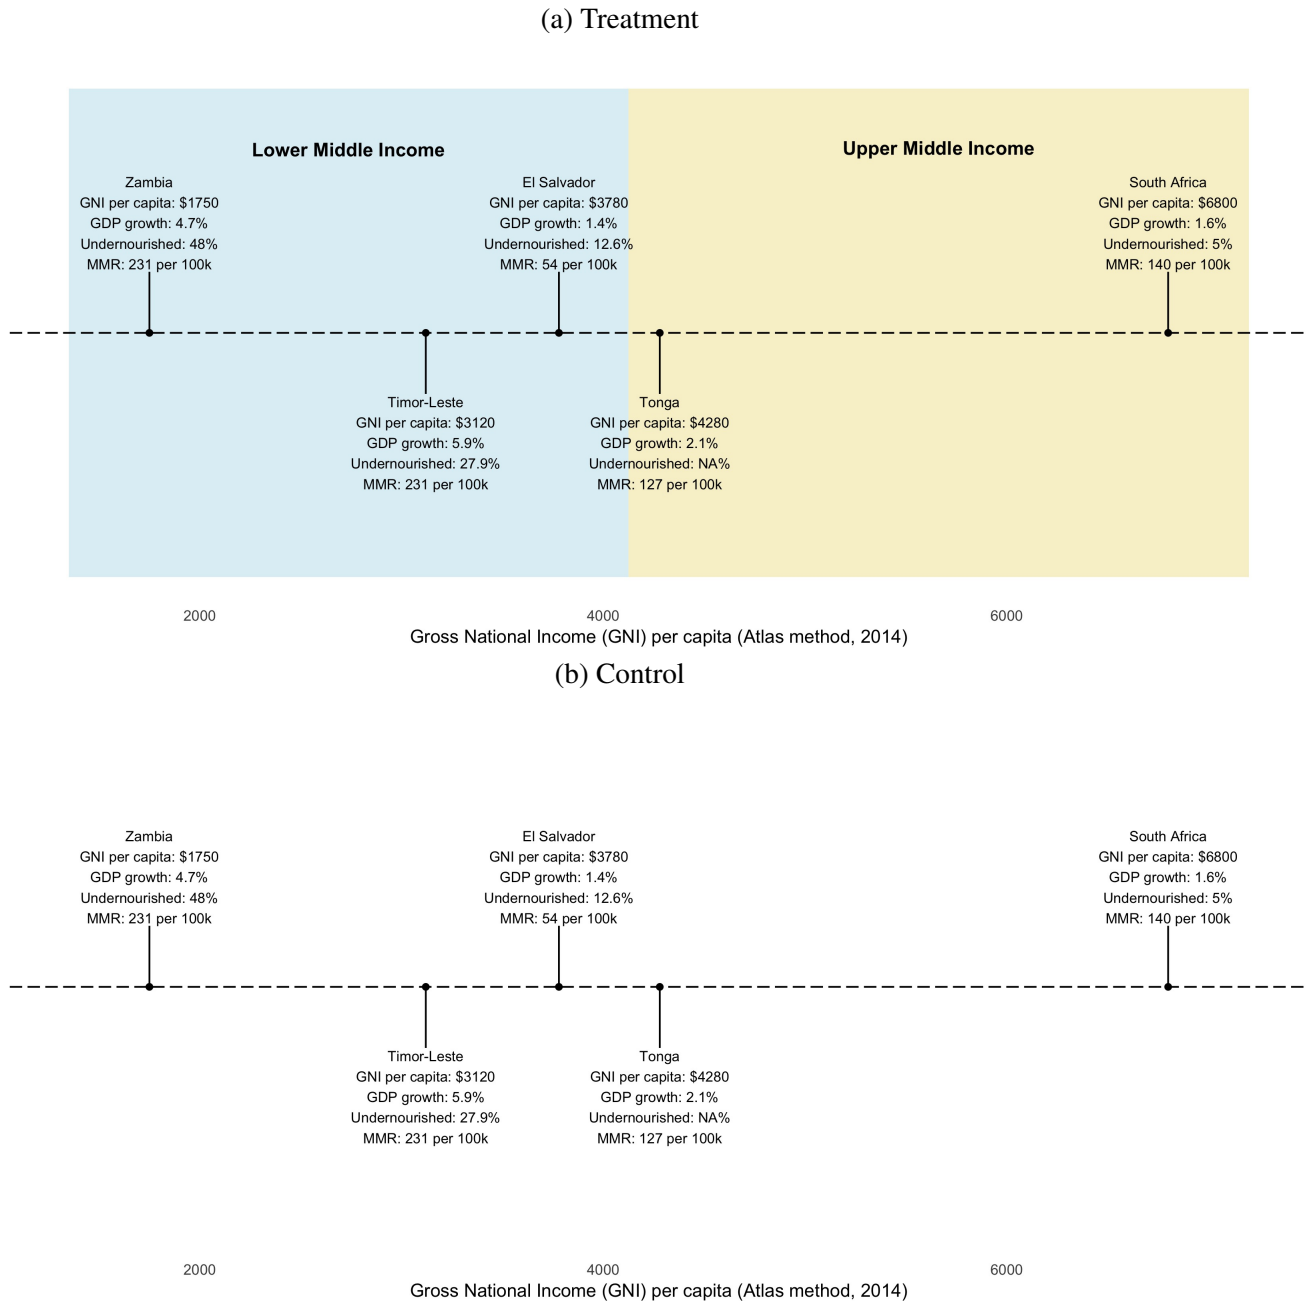 (a) Treatment
Lower Middle Income
Upper Middle Income
Zambia
GNI per capita: $1750
GDP growth: 4.7%
Undernourished: 48%
MMR: 231 per 100k
El Salvador
GNI per capita: $3780
GDP growth: 1.4%
Undernourished: 12.6%
MMR: 54 per 100k
South Africa
GNI per capita: $6800
GDP growth: 1.6%
Undernourished: 5%
MMR: 140 per 100k
Timor-Leste
GNI per capita: $3120
GDP growth: 5.9%
Undernourished: 27.9%
MMR: 231 per 100k
Tonga
GNI per capita: $4280
GDP growth: 2.1%
Undernourished: NA%
MMR: 127 per 100k
2000 4000 6000
Gross National Income (GNI) per capita (Atlas method, 2014)
(b) Control
Zambia
GNI per capita: $1750
GDP growth: 4.7%
Undernourished: 48%
MMR: 231 per 100k
El Salvador
GNI per capita: $3780
GDP growth: 1.4%
Undernourished: 12.6%
MMR: 54 per 100k
South Africa
GNI per capita: $6800
GDP growth: 1.6%
Undernourished: 5%
MMR: 140 per 100k
Timor-Leste
GNI per capita: $3120
GDP growth: 5.9%
Undernourished: 27.9%
MMR: 231 per 100k
Tonga
GNI per capita: $4280
GDP growth: 2.1%
Undernourished: NA%
MMR: 127 per 100k
2000 4000 6000
Gross National Income (GNI) per capita (Atlas method, 2014)